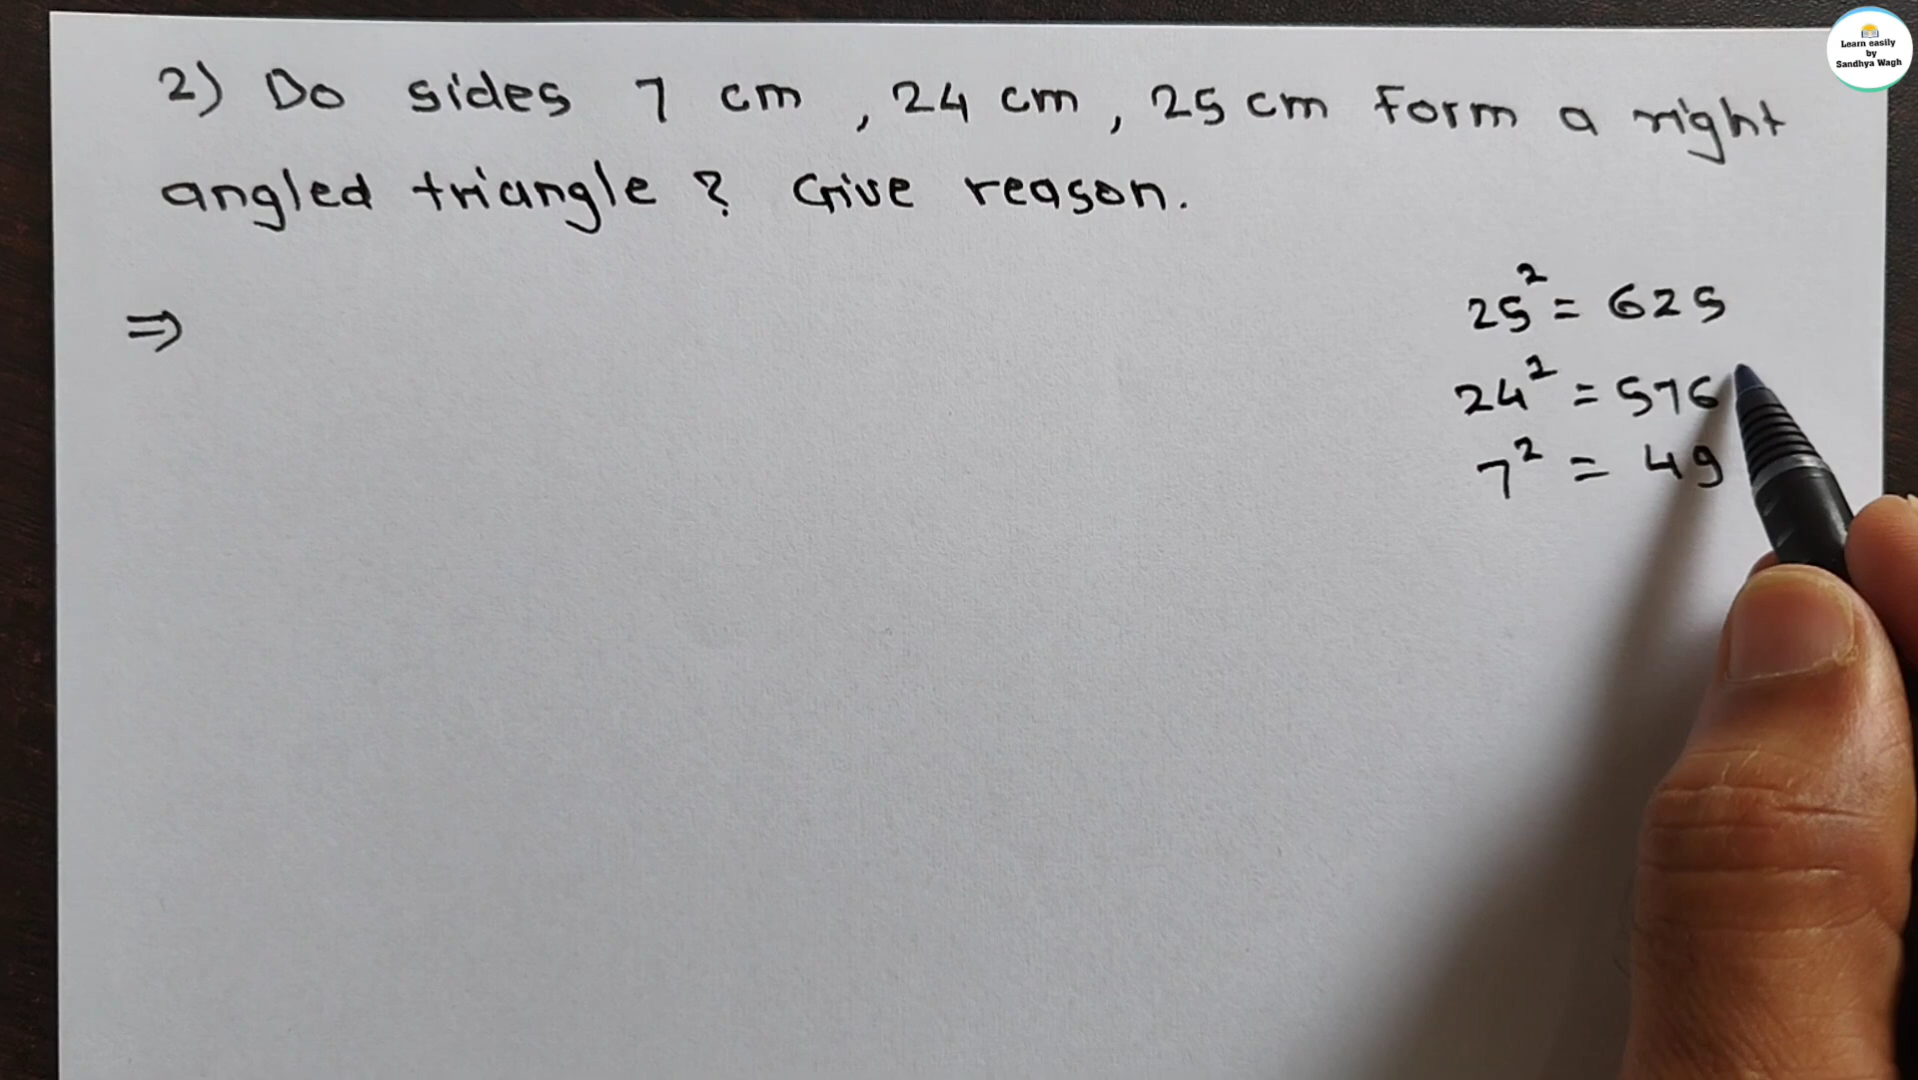 2) Do sides 7 cm , 24 cm , 25 cm form a right
angled triangle ? Give reason.
⇒
25² = 625
24² = 576
7² = 49
Learn easily
by
Sandhya Wagh